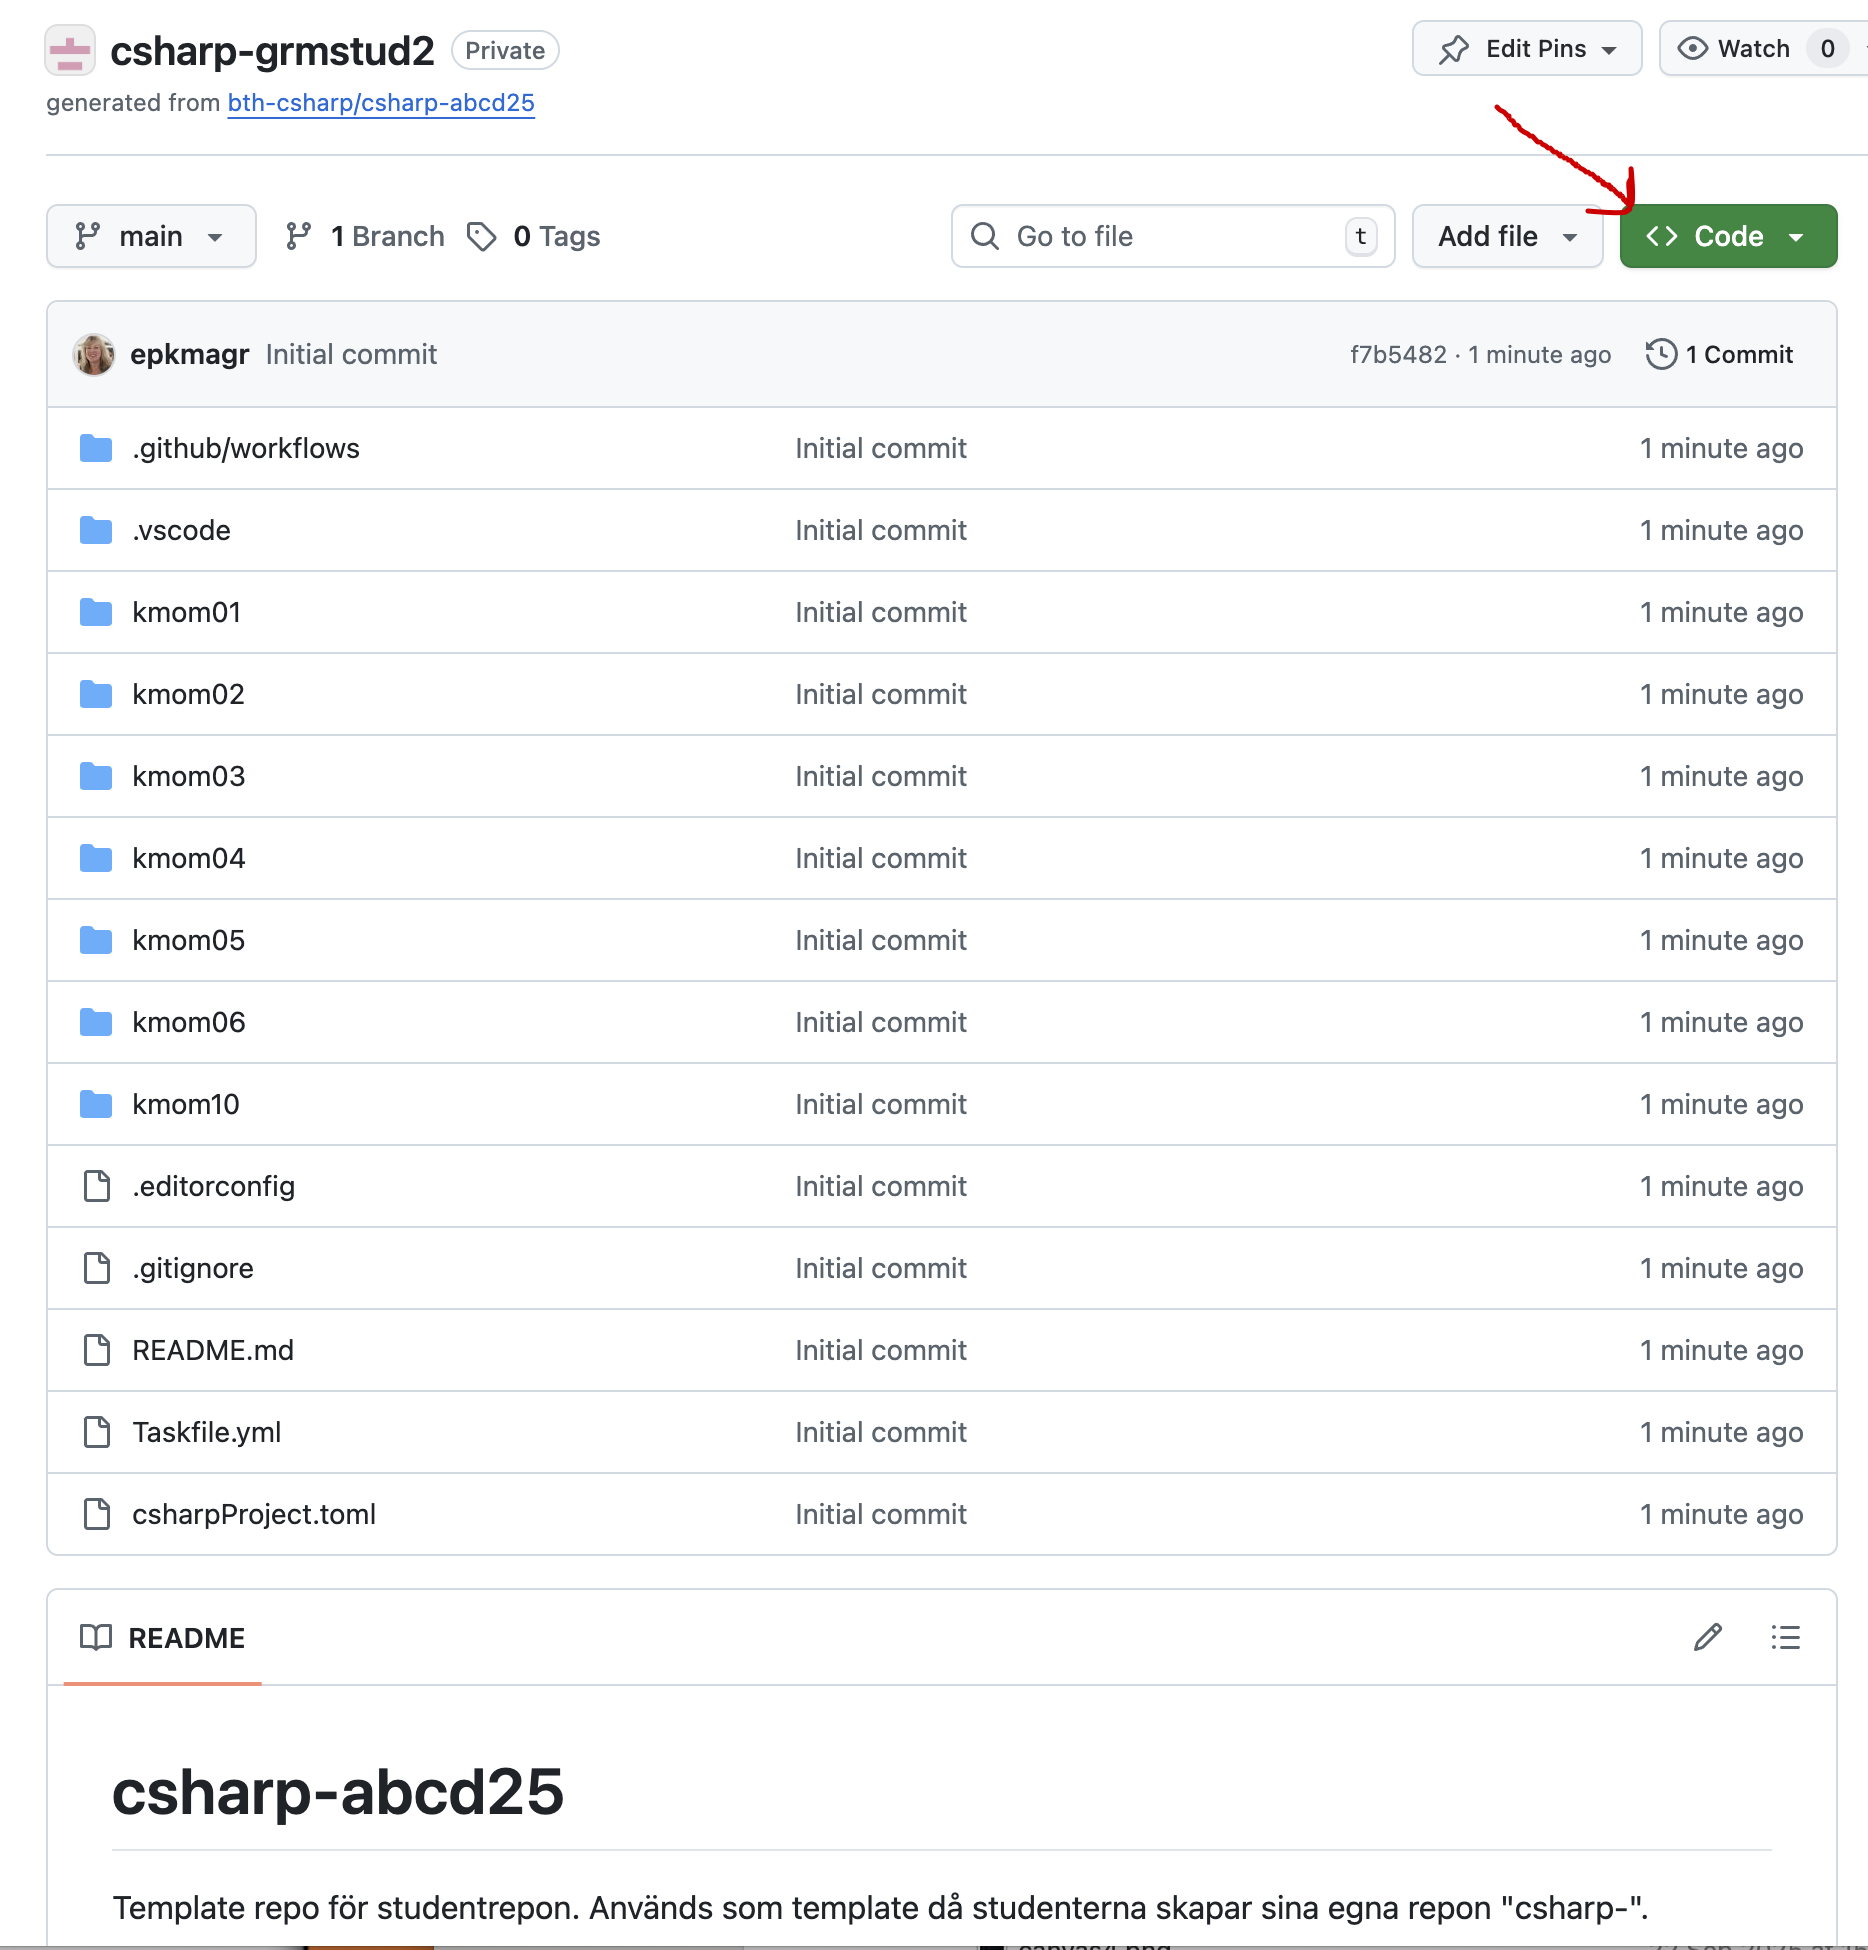 csharp-grmstud2 Private Edit Pins Watch 0
generated from bth-csharp/csharp-abcd25
main 1 Branch 0 Tags Go to file t Add file Code
epkmagr Initial commit f7b5482 · 1 minute ago 1 Commit
.github/workflows Initial commit 1 minute ago
.vscode Initial commit 1 minute ago
kmom01 Initial commit 1 minute ago
kmom02 Initial commit 1 minute ago
kmom03 Initial commit 1 minute ago
kmom04 Initial commit 1 minute ago
kmom05 Initial commit 1 minute ago
kmom06 Initial commit 1 minute ago
kmom10 Initial commit 1 minute ago
.editorconfig Initial commit 1 minute ago
.gitignore Initial commit 1 minute ago
README.md Initial commit 1 minute ago
Taskfile.yml Initial commit 1 minute ago
csharpProject.toml Initial commit 1 minute ago
README
csharp-abcd25
Template repo för studentrepon. Används som template då studenterna skapar sina egna repon "csharp-".